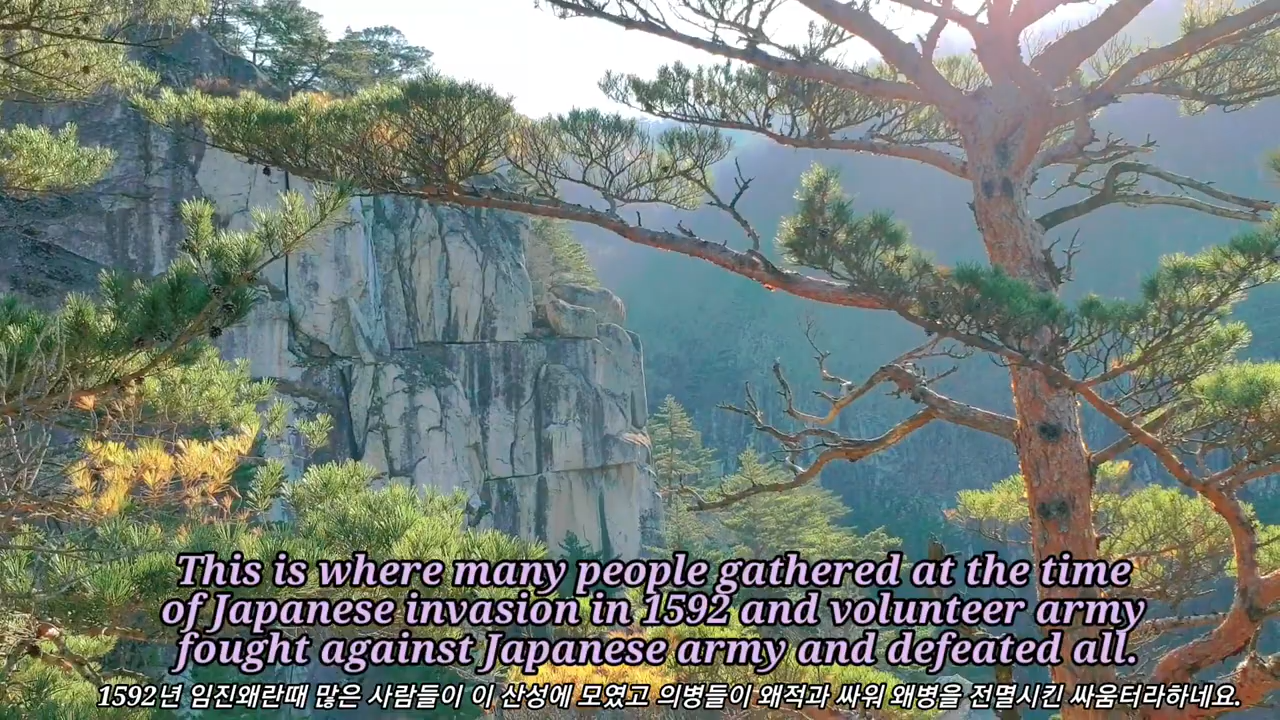 This is where many people gathered at the time
of Japanese invasion in 1592 and volunteer army
fought against Japanese army and defeated all.
1592년 임진왜란때 많은 사람들이 이 산성에 모였고 의병들이 왜적과 싸워 왜병을 전멸시킨 싸움터라하네요.